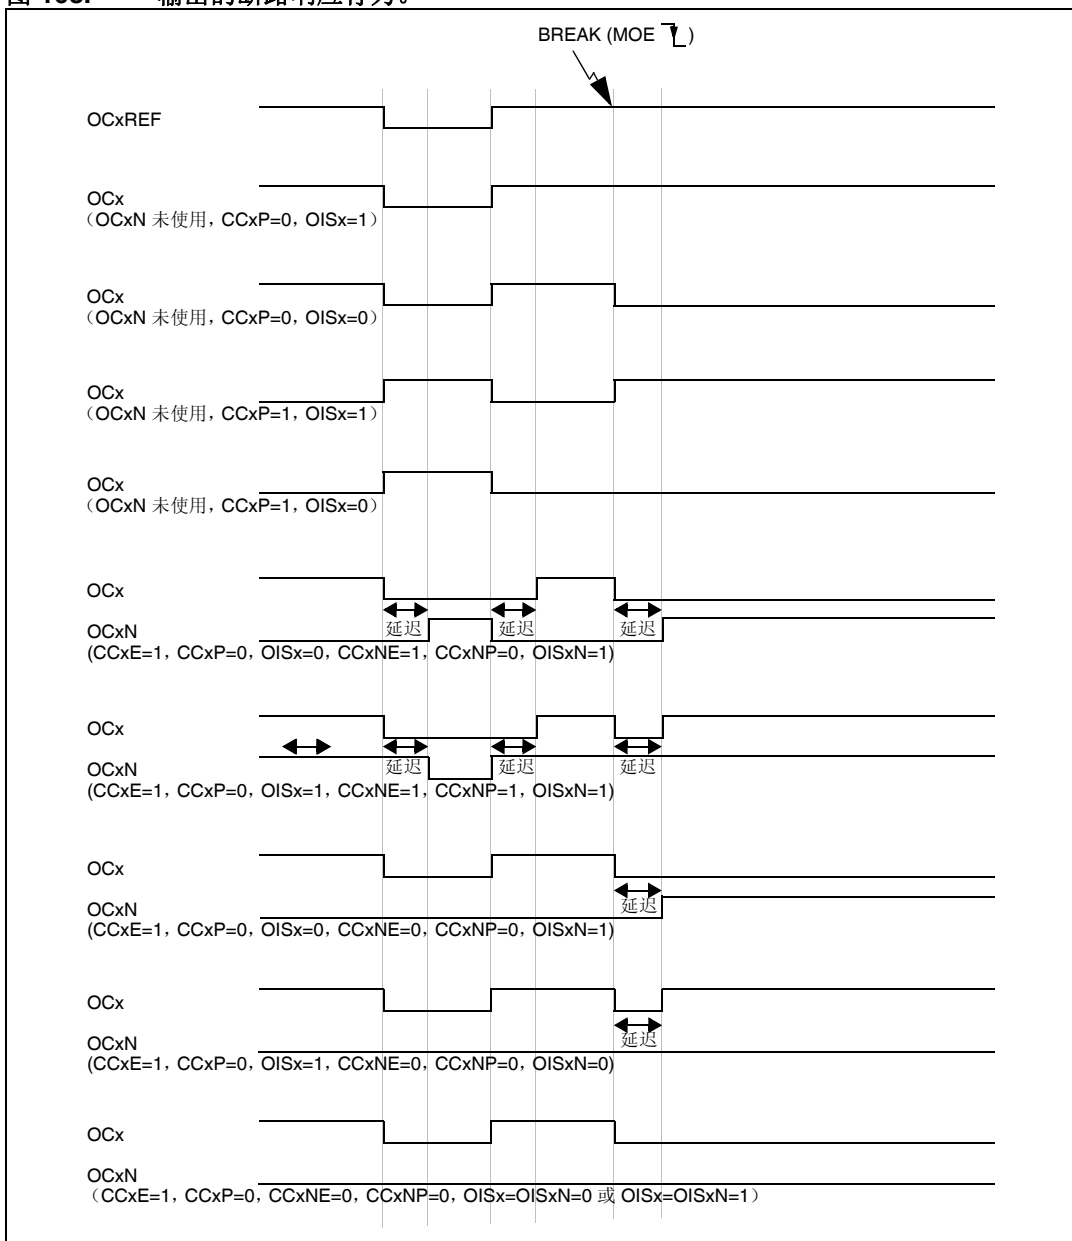 BREAK (MOE )
OCxREF
OCx
（OCxN 未使用，CCxP=0，OISx=1）
OCx
（OCxN 未使用，CCxP=0，OISx=0）
OCx
（OCxN 未使用，CCxP=1，OISx=1）
OCx
（OCxN 未使用，CCxP=1，OISx=0）
OCx
延迟 延迟 延迟
OCxN
(CCxE=1，CCxP=0，OISx=0，CCxNE=1，CCxNP=0，OISxN=1)
OCx
延迟 延迟 延迟
OCxN
(CCxE=1，CCxP=0，OISx=1，CCxNE=1，CCxNP=1，OISxN=1)
OCx
延迟
OCxN
(CCxE=1，CCxP=0，OISx=0，CCxNE=0，CCxNP=0，OISxN=1)
OCx
延迟
OCxN
(CCxE=1，CCxP=0，OISx=1，CCxNE=0，CCxNP=0，OISxN=0)
OCx
OCxN
（CCxE=1，CCxP=0，CCxNE=0，CCxNP=0，OISx=OISxN=0 或 OISx=OISxN=1）